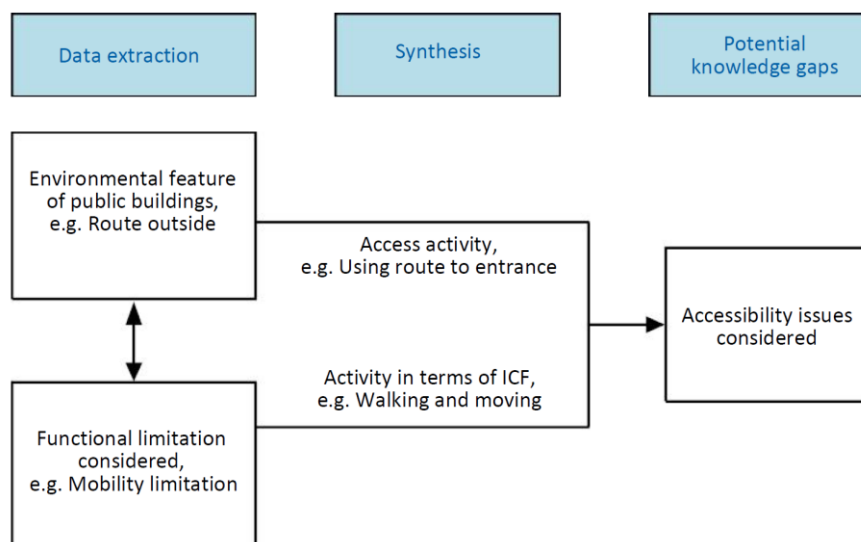 Data extraction
Synthesis
Potential
knowledge gaps
Environmental feature
of public buildings,
e.g. Route outside
Access activity,
e.g. Using route to entrance
Accessibility issues
considered
Activity in terms of ICF,
e.g. Walking and moving
Functional limitation
considered,
e.g. Mobility limitation